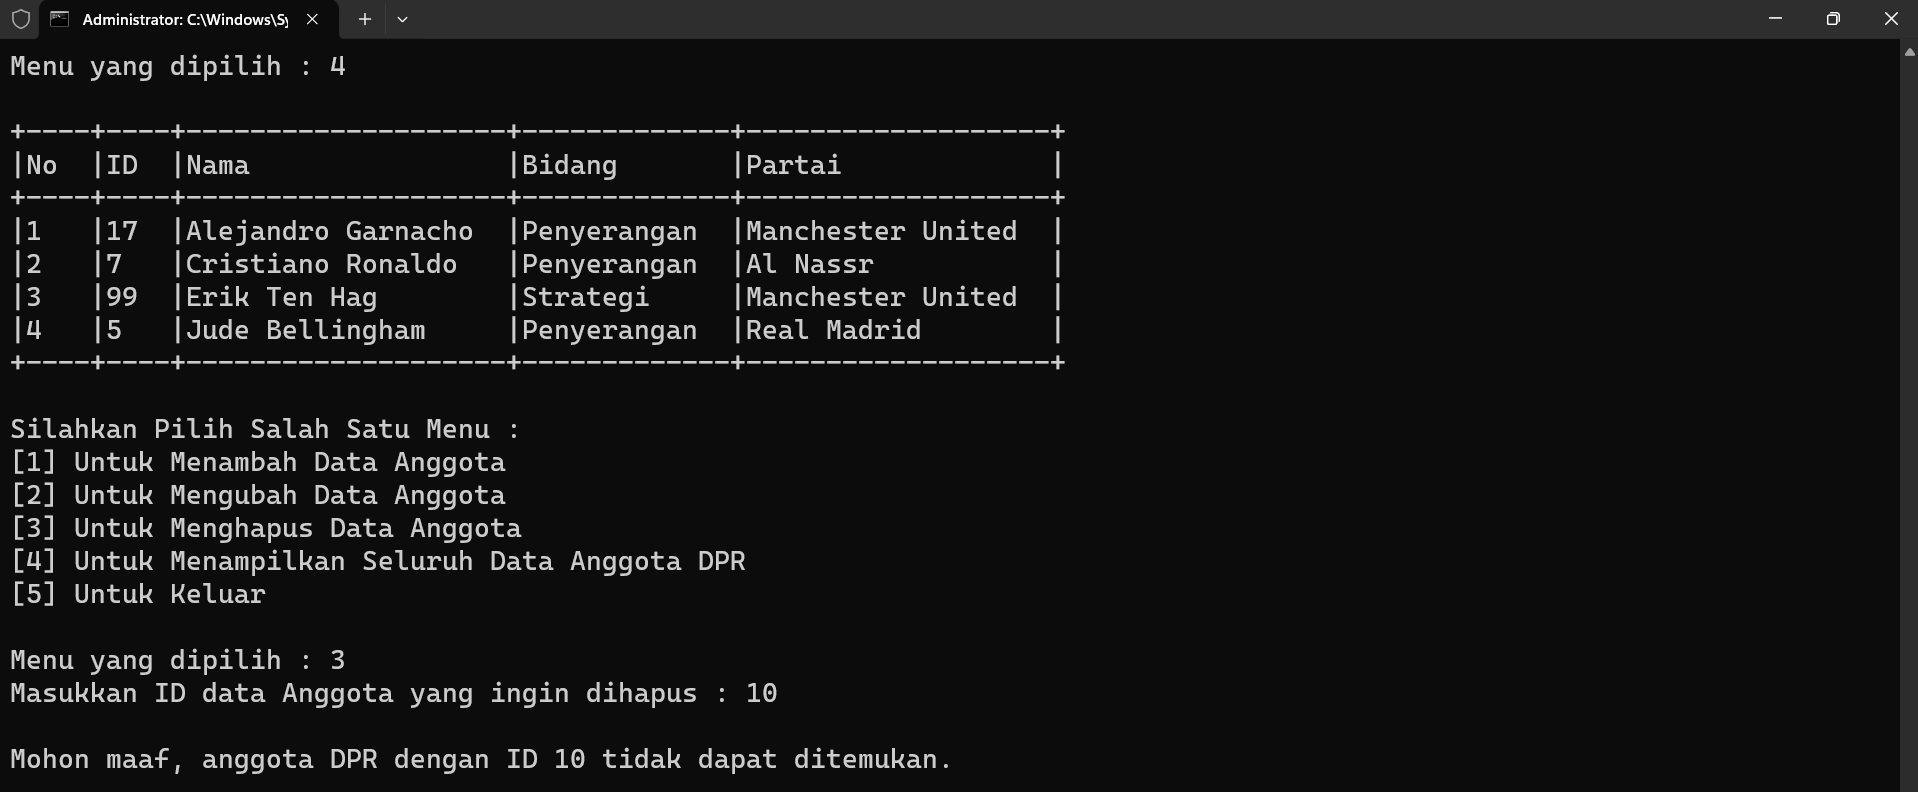 Administrator: C:\Windows\Sy
Menu yang dipilih : 4
+----+----+--------------------+-------------+-------------------+
|No  |ID  |Nama                |Bidang       |Partai             |
+----+----+--------------------+-------------+-------------------+
|1   |17  |Alejandro Garnacho  |Penyerangan  |Manchester United  |
|2   |7   |Cristiano Ronaldo   |Penyerangan  |Al Nassr           |
|3   |99  |Erik Ten Hag        |Strategi     |Manchester United  |
|4   |5   |Jude Bellingham     |Penyerangan  |Real Madrid        |
+----+----+--------------------+-------------+-------------------+
Silahkan Pilih Salah Satu Menu :
[1] Untuk Menambah Data Anggota
[2] Untuk Mengubah Data Anggota
[3] Untuk Menghapus Data Anggota
[4] Untuk Menampilkan Seluruh Data Anggota DPR
[5] Untuk Keluar
Menu yang dipilih : 3
Masukkan ID data Anggota yang ingin dihapus : 10
Mohon maaf, anggota DPR dengan ID 10 tidak dapat ditemukan.